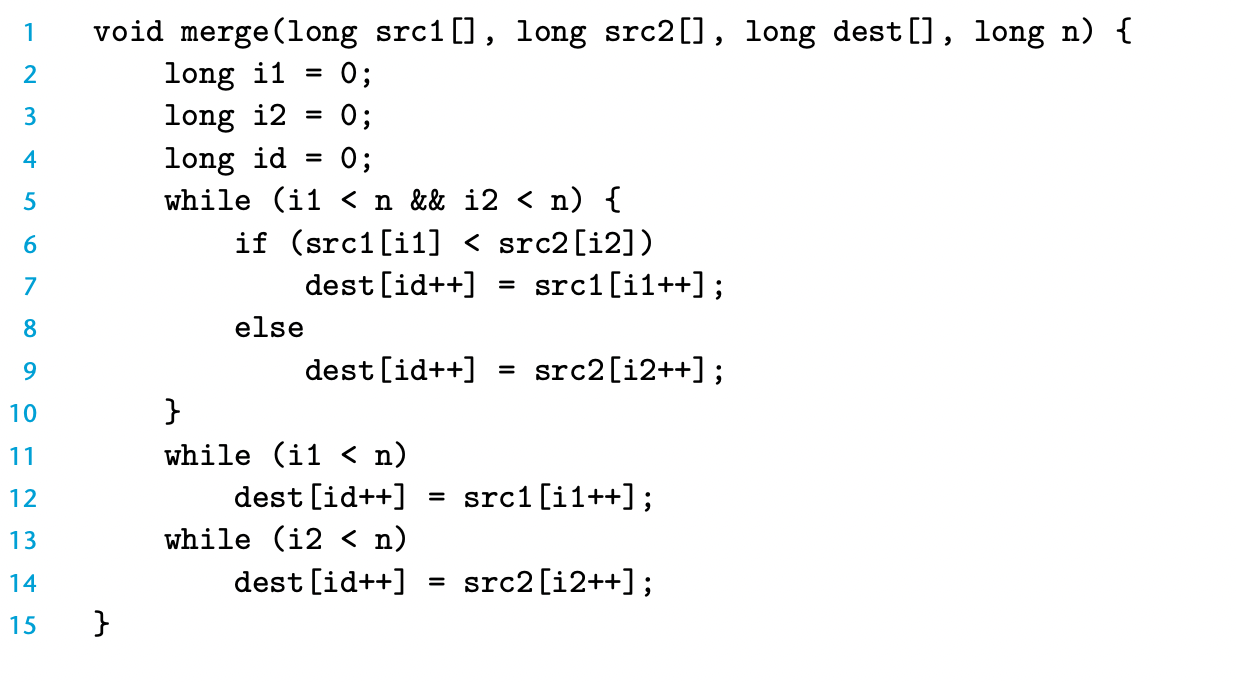 1 void merge(long src1[], long src2[], long dest[], long n) {
2     long i1 = 0;
3     long i2 = 0;
4     long id = 0;
5     while (i1 < n && i2 < n) {
6         if (src1[i1] < src2[i2])
7             dest[id++] = src1[i1++];
8         else
9             dest[id++] = src2[i2++];
10     }
11     while (i1 < n)
12         dest[id++] = src1[i1++];
13     while (i2 < n)
14         dest[id++] = src2[i2++];
15 }